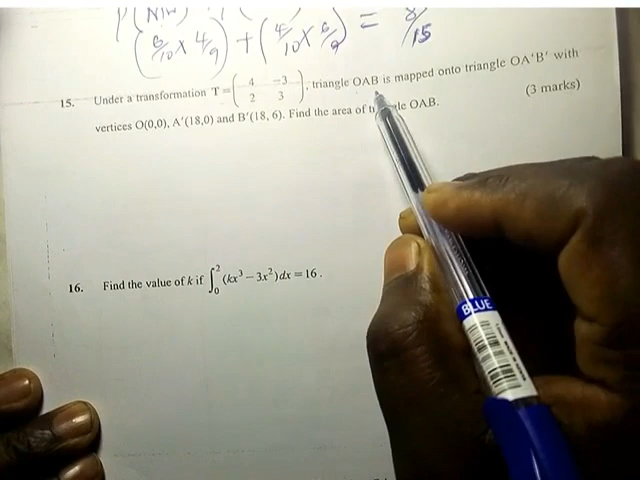 P(N/W)
(6/10 x 4/9) + (4/10 x 6/9) = 8/15
15. Under a transformation T = ( 4 -3 2 3 ), triangle OAB is mapped onto triangle OA'B' with
vertices O(0,0), A'(18,0) and B'(18, 6). Find the area of OAB. (3 marks)
16. Find the value of k if ∫₀² (kx³ – 3x²) dx = 16 .
BLUE